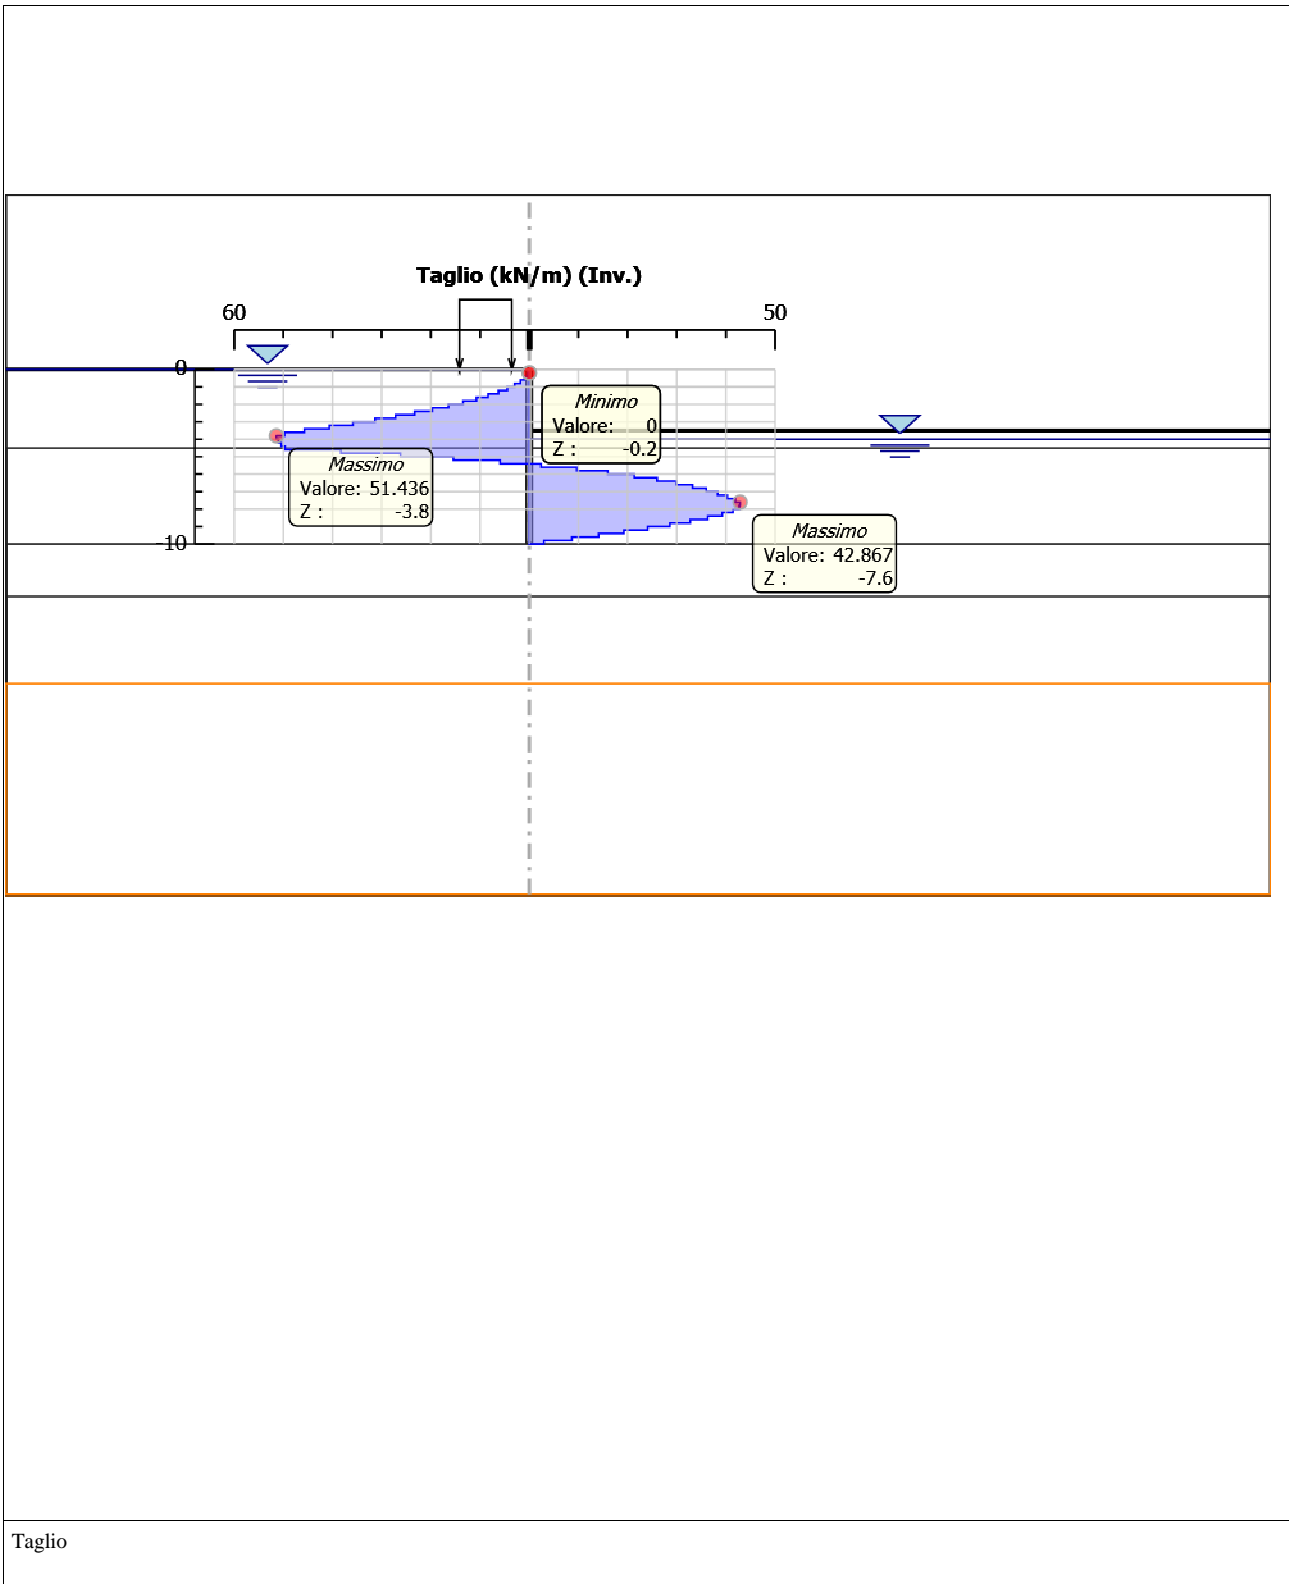 Taglio (kN/m) (Inv.)
60
50
0
Minimo
Valore: 0
Z : -0.2
Massimo
Valore: 51.436
Z : -3.8
-10
Massimo
Valore: 42.867
Z : -7.6
Taglio